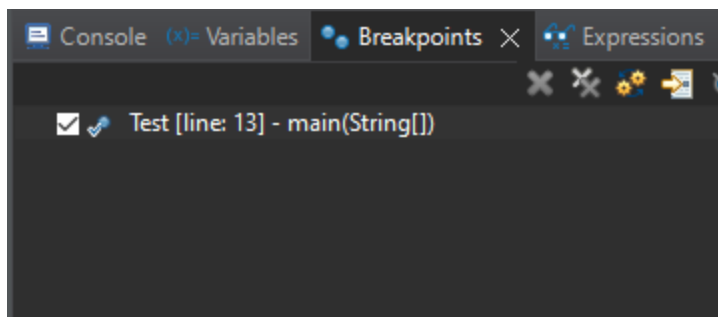 Console (x)= Variables Breakpoints Expressions
Test [line: 13] - main(String[])